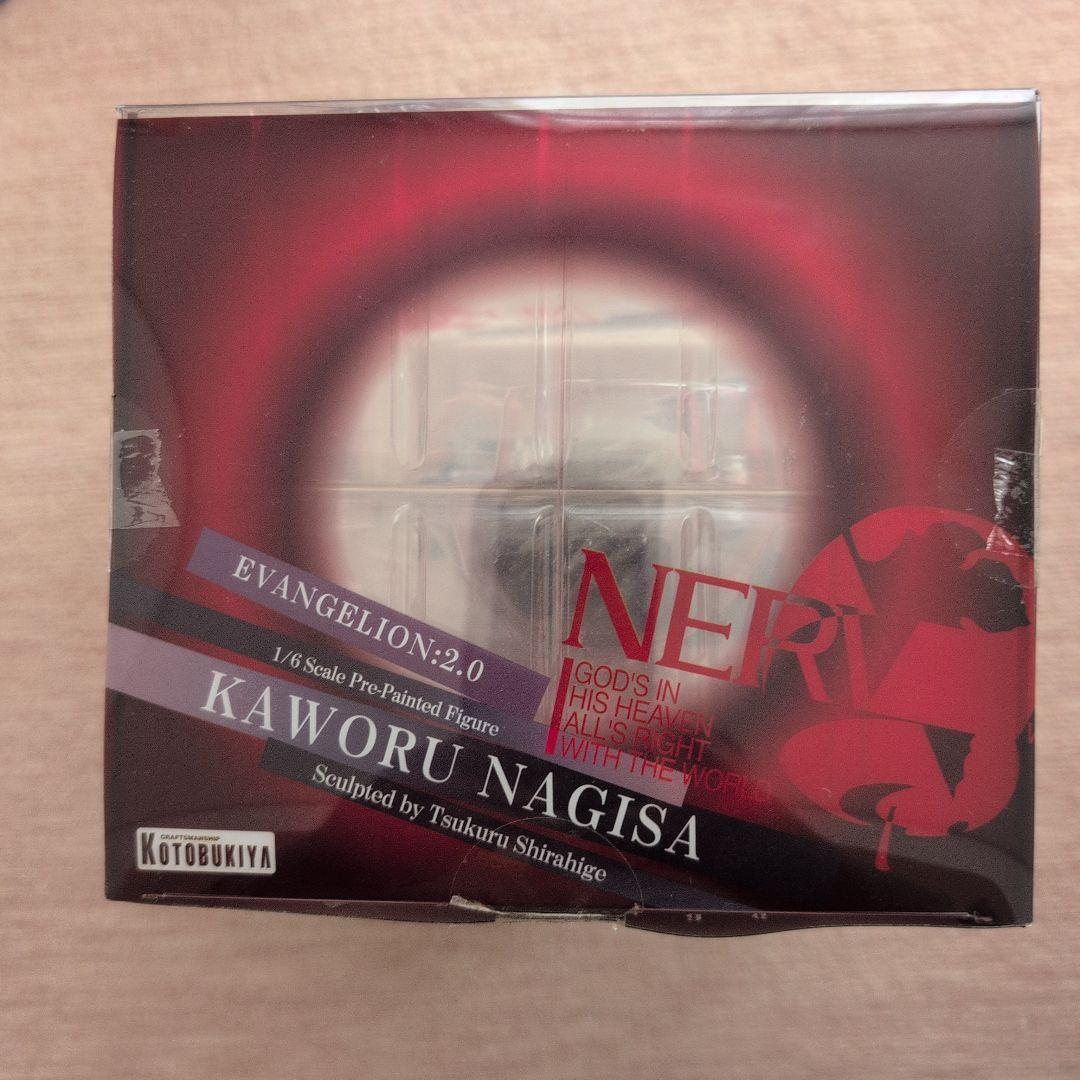 EVANGELION:2.0
1/6 Scale Pre-Painted Figure
KAWORU NAGISA
Sculpted by Tsukuru Shirahige
NERV
GOD'S IN
HIS HEAVEN
ALL'S RIGHT
WITH THE WORLD
CRAFTSMANSHIP
KOTOBUKIYA